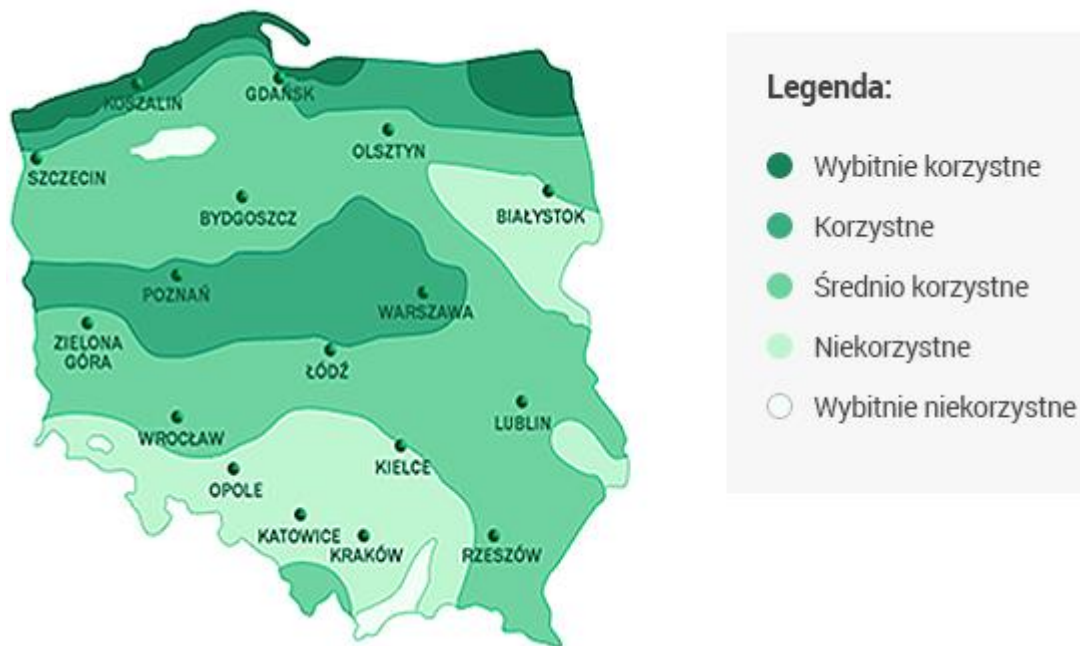 KOSZALIN
GDAŃSK
OLSZTYN
SZCZECIN
BYDGOSZCZ
BIAŁYSTOK
POZNAŃ
WARSZAWA
ZIELONA
GÓRA
ŁÓDŹ
WROCŁAW
LUBLIN
KIELCE
OPOLE
KATOWICE
KRAKÓW
RZESZÓW
Legenda:
Wybitnie korzystne
Korzystne
Średnio korzystne
Niekorzystne
Wybitnie niekorzystne